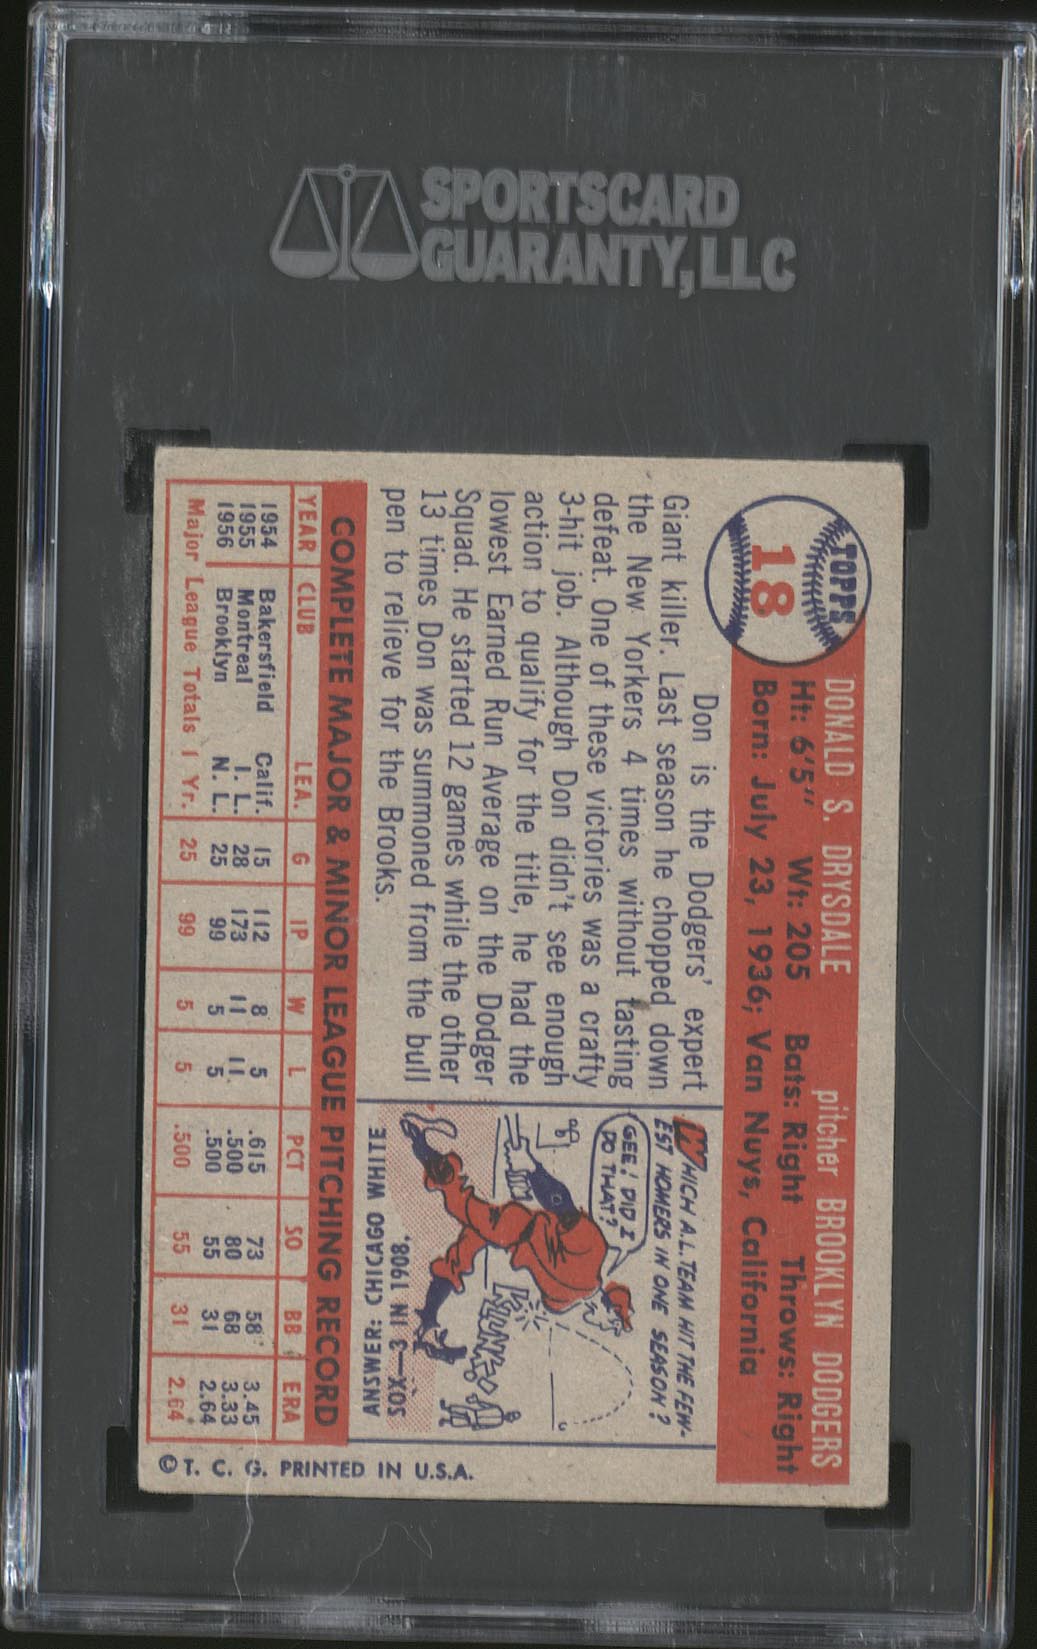 SPORTSCARD
GUARANTY, LLC
TOPPS
18
DONALD S. DRYSDALE pitcher BROOKLYN DODGERS
Ht: 6'5" Wt: 205 Bats: Right Throws: Right
Born: July 23, 1936; Van Nuys, California
Don is the Dodgers' expert
Giant killer. Last season he chopped down
the New Yorkers 4 times without tasting
defeat. One of these victories was a crafty
3-hit job. Although Don didn't see enough
action to qualify for the title, he had the
lowest Earned Run Average on the Dodger
Squad. He started 12 games while the other
13 times Don was summoned from the bull
pen to relieve for the Brooks.
WHICH A.L. TEAM HIT THE FEW-
EST HOMERS IN ONE SEASON?
GEE! DID I
DO THAT?
ANSWER: CHICAGO WHITE
SOX—3 IN 1908.
COMPLETE MAJOR & MINOR LEAGUE PITCHING RECORD
YEAR CLUB LEA. G IP W L PCT SO BB ERA
1954 Bakersfield Calif. 15 112 8 5 .615 73 58 3.45
1955 Montreal I. L. 28 173 11 11 .500 80 68 3.33
1956 Brooklyn N. L. 25 99 5 5 .500 55 31 2.64
Major League Totals 1 Yr. 25 99 5 5 .500 55 31 2.64
© T. C. G. PRINTED IN U.S.A.